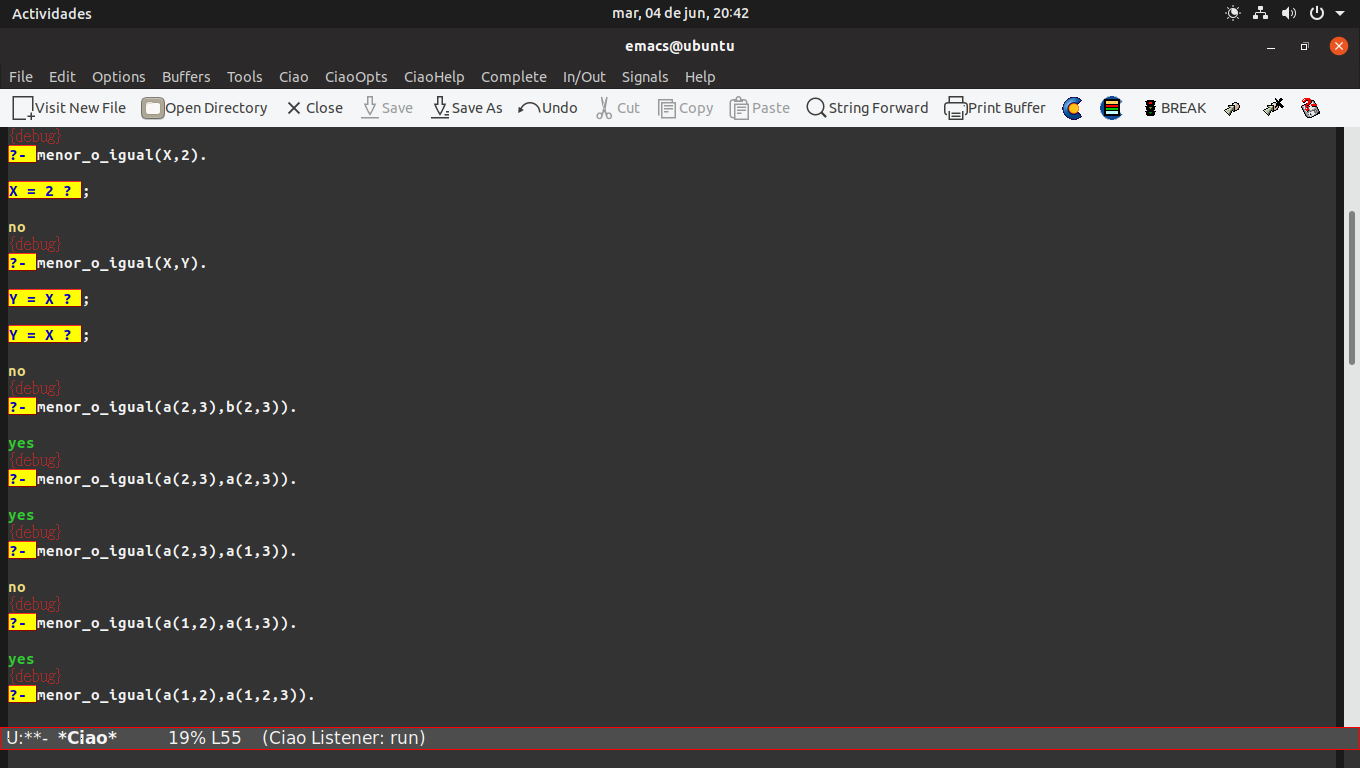 Actividades mar, 04 de jun, 20:42
emacs@ubuntu
File Edit Options Buffers Tools Ciao CiaoOpts CiaoHelp Complete In/Out Signals Help
Visit New File Open Directory Close Save Save As Undo Cut Copy Paste String Forward Print Buffer BREAK
{debug}
?- menor_o_igual(X,2).
X = 2 ? ;
no
{debug}
?- menor_o_igual(X,Y).
Y = X ? ;
Y = X ? ;
no
{debug}
?- menor_o_igual(a(2,3),b(2,3)).
yes
{debug}
?- menor_o_igual(a(2,3),a(2,3)).
yes
{debug}
?- menor_o_igual(a(2,3),a(1,3)).
no
{debug}
?- menor_o_igual(a(1,2),a(1,3)).
yes
{debug}
?- menor_o_igual(a(1,2),a(1,2,3)).
U:**- *Ciao* 19% L55 (Ciao Listener: run)